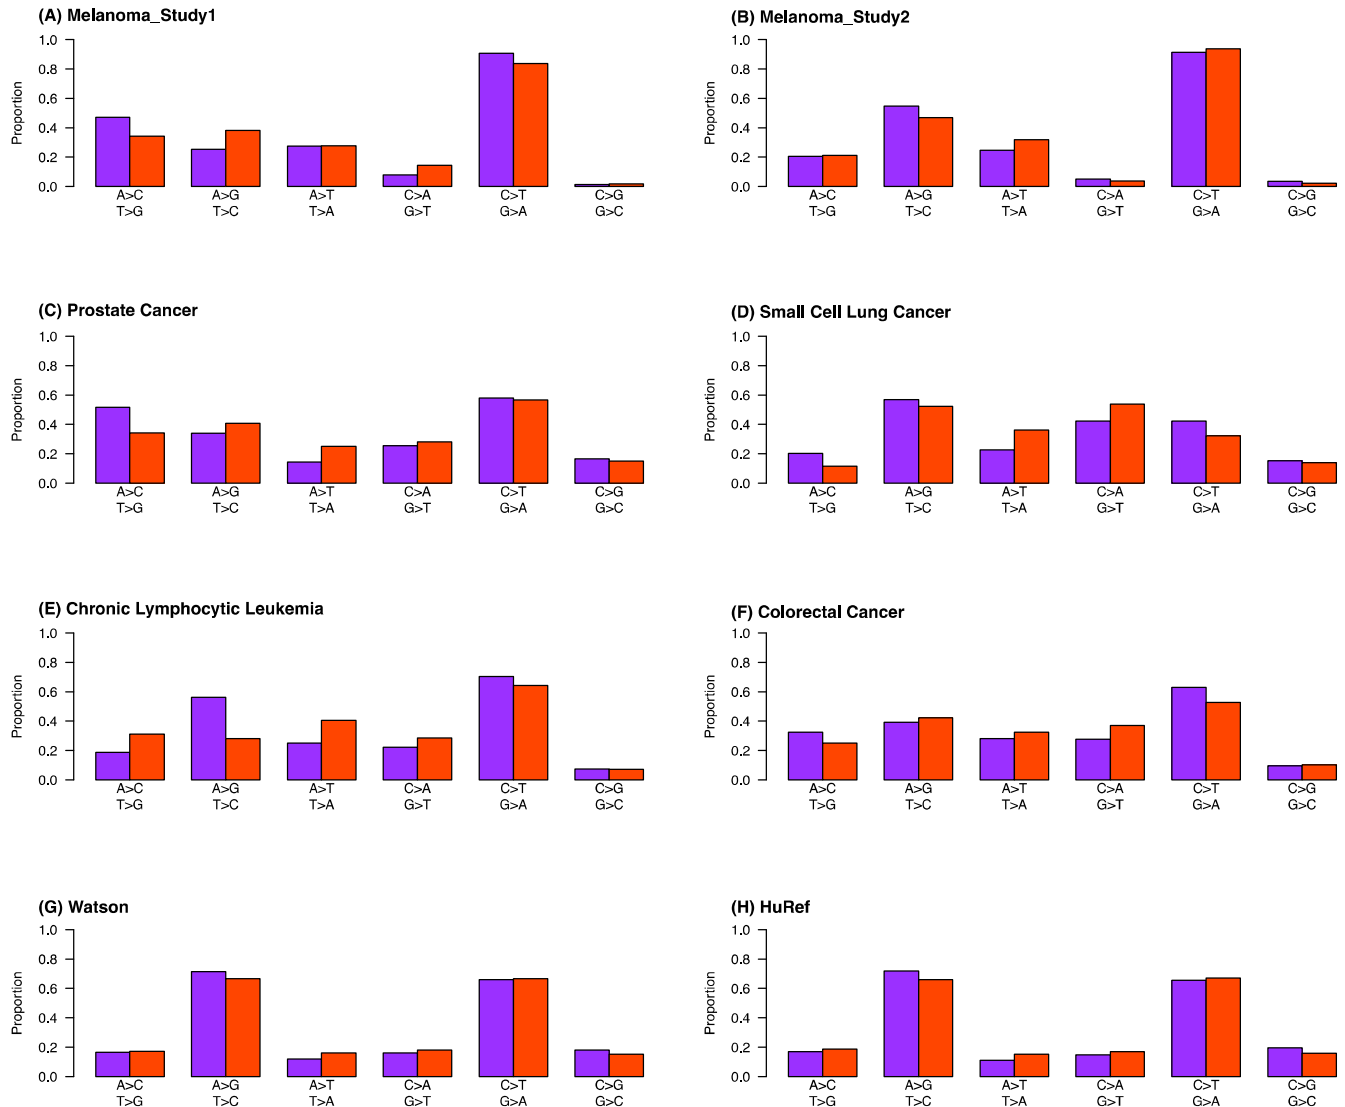 (A) Melanoma_Study1
Proportion
1.0
0.8
0.6
0.4
0.2
0.0
A>C A>G A>T C>A C>T C>G
T>G T>C T>A G>T G>A G>C
(B) Melanoma_Study2
Proportion
1.0
0.8
0.6
0.4
0.2
0.0
A>C A>G A>T C>A C>T C>G
T>G T>C T>A G>T G>A G>C
(C) Prostate Cancer
Proportion
1.0
0.8
0.6
0.4
0.2
0.0
A>C A>G A>T C>A C>T C>G
T>G T>C T>A G>T G>A G>C
(D) Small Cell Lung Cancer
Proportion
1.0
0.8
0.6
0.4
0.2
0.0
A>C A>G A>T C>A C>T C>G
T>G T>C T>A G>T G>A G>C
(E) Chronic Lymphocytic Leukemia
Proportion
1.0
0.8
0.6
0.4
0.2
0.0
A>C A>G A>T C>A C>T C>G
T>G T>C T>A G>T G>A G>C
(F) Colorectal Cancer
Proportion
1.0
0.8
0.6
0.4
0.2
0.0
A>C A>G A>T C>A C>T C>G
T>G T>C T>A G>T G>A G>C
(G) Watson
Proportion
1.0
0.8
0.6
0.4
0.2
0.0
A>C A>G A>T C>A C>T C>G
T>G T>C T>A G>T G>A G>C
(H) HuRef
Proportion
1.0
0.8
0.6
0.4
0.2
0.0
A>C A>G A>T C>A C>T C>G
T>G T>C T>A G>T G>A G>C